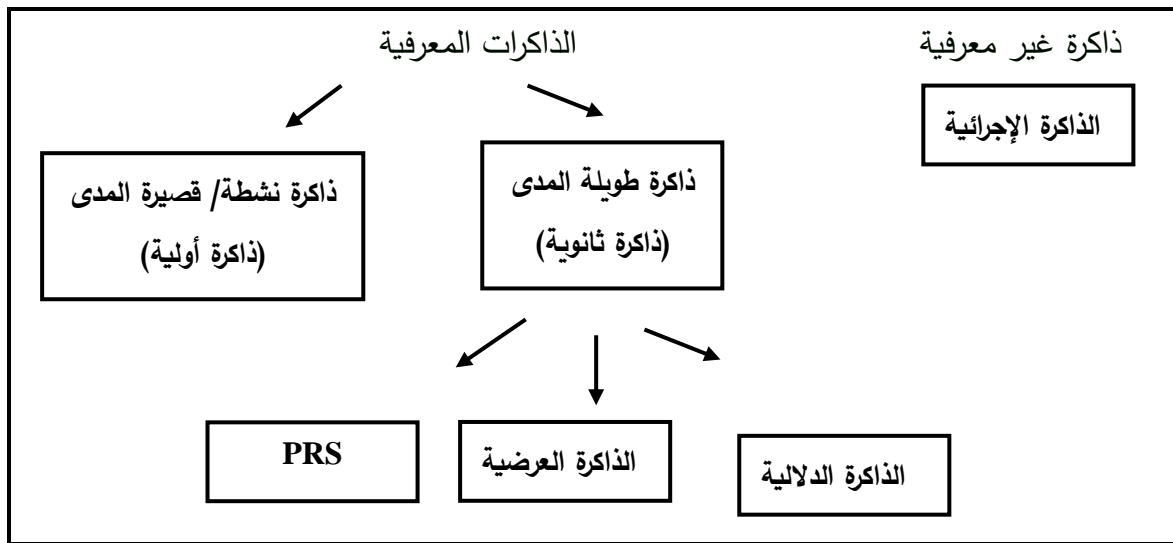 ذاكرة غير معرفية
الذاكرات المعرفية
الذاكرة الإجرائية
ذاكرة طويلة المدى
(ذاكرة ثانوية)
ذاكرة نشطة/ قصيرة المدى
(ذاكرة أولية)
الذاكرة الدلالية
الذاكرة العرضية
PRS